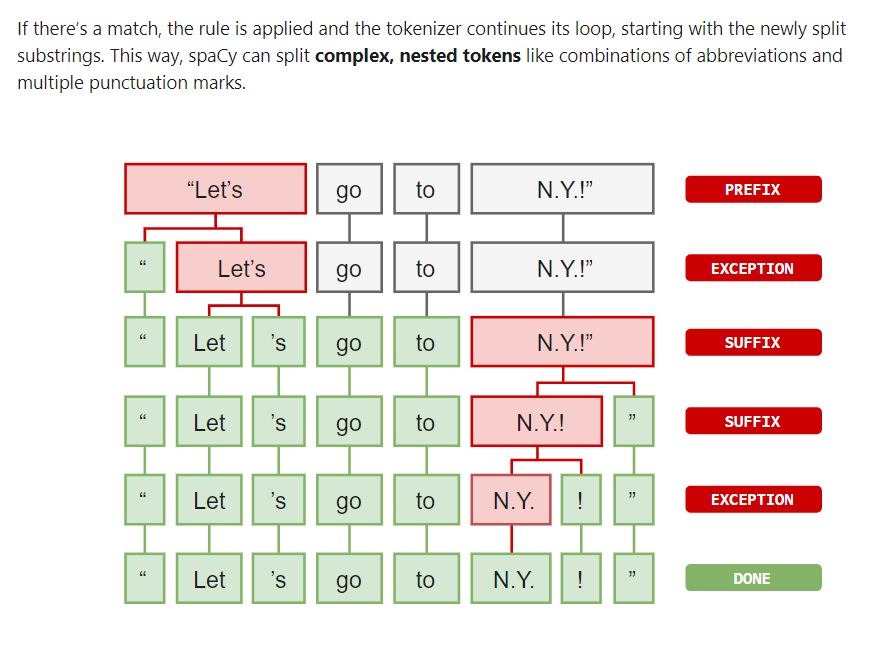 If there's a match, the rule is applied and the tokenizer continues its loop, starting with the newly split
substrings. This way, spaCy can split complex, nested tokens like combinations of abbreviations and
multiple punctuation marks.
“Let’s go to N.Y.!” PREFIX
“ Let’s go to N.Y.!” EXCEPTION
“ Let ’s go to N.Y.!” SUFFIX
“ Let ’s go to N.Y.! ” SUFFIX
“ Let ’s go to N.Y. ! ” EXCEPTION
“ Let ’s go to N.Y. ! ” DONE